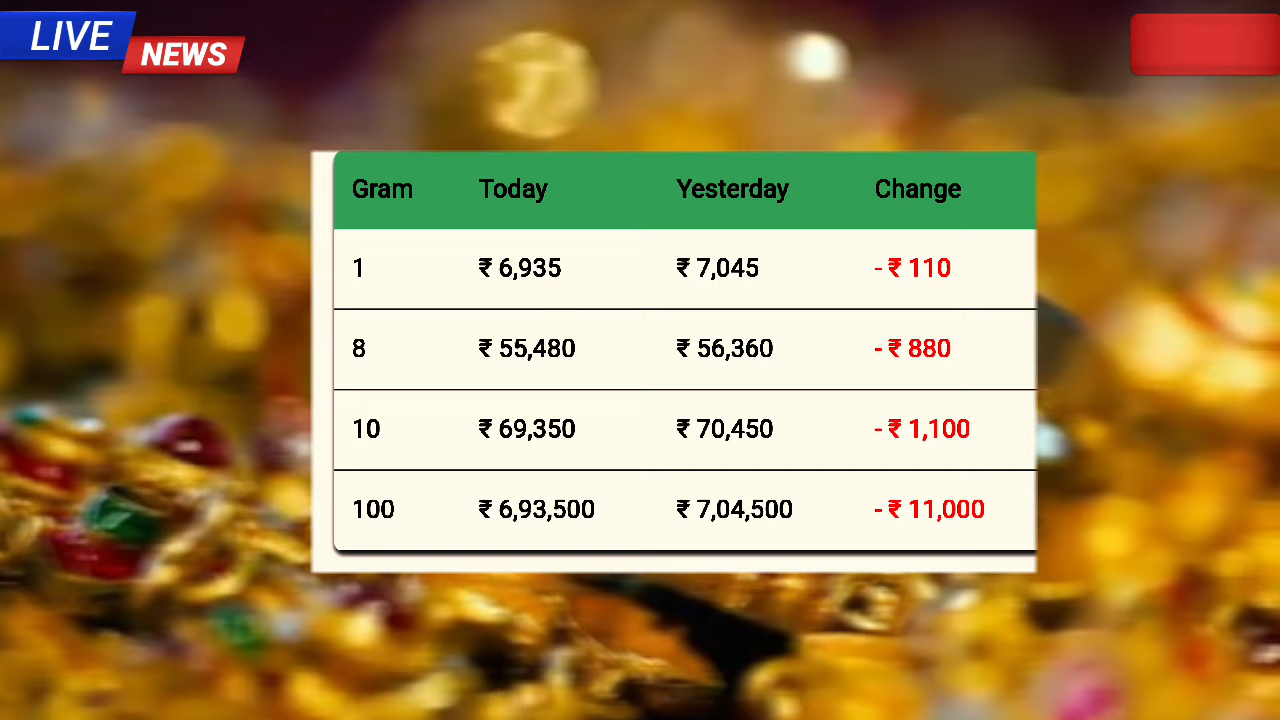 LIVE
NEWS
Gram Today Yesterday Change
1 ₹ 6,935 ₹ 7,045 - ₹ 110
8 ₹ 55,480 ₹ 56,360 - ₹ 880
10 ₹ 69,350 ₹ 70,450 - ₹ 1,100
100 ₹ 6,93,500 ₹ 7,04,500 - ₹ 11,000